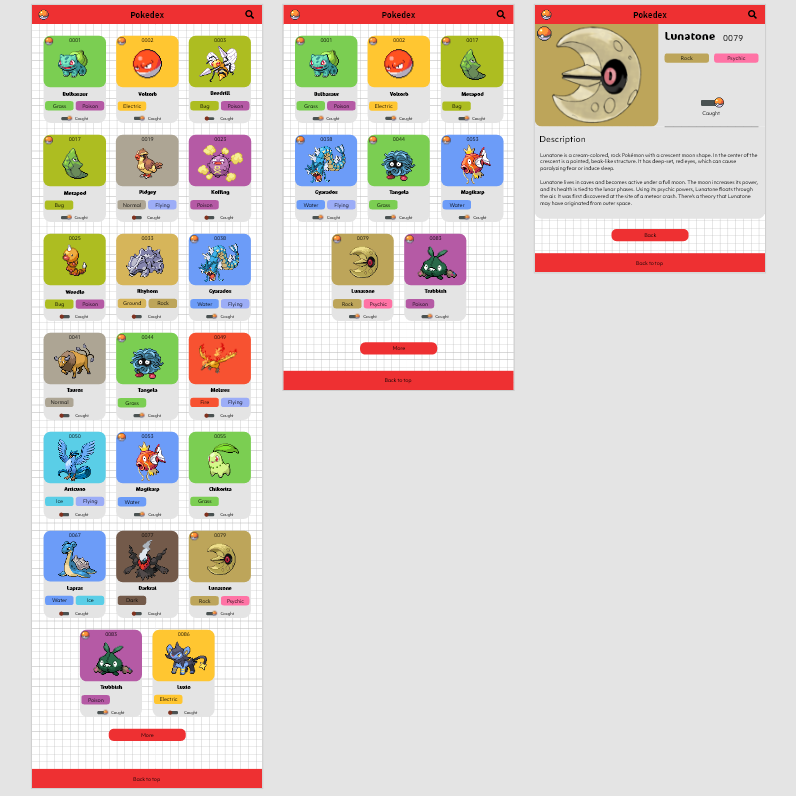 Pokedex
0001
0002
0003
Bulbasaur
Volzorb
Beedrill
Grass Poison
Electric
Bug Poison
Caught
Caught
Caught
0017
0019
0023
Metapod
Pidgey
Koffing
Bug
Normal Flying
Poison
Caught
Caught
Caught
0025
0033
0038
Weedle
Rhyhorn
Gyarados
Bug Poison
Ground Rock
Water Flying
Caught
Caught
Caught
0041
0044
0049
Tauros
Tangela
Moltres
Normal
Grass
Fire Flying
Caught
Caught
Caught
0050
0053
0055
Articuno
Magikarp
Chikorita
Ice Flying
Water
Grass
Caught
Caught
Caught
0067
0077
0079
Lapras
Darkrai
Lunatone
Water Ice
Dark
Rock Psychic
Caught
Caught
Caught
0083
0086
Trubbish
Luxio
Poison
Electric
Caught
Caught
More
Back to top
Pokedex
0001
0002
0017
Bulbasaur
Volzorb
Metapod
Grass Poison
Electric
Bug
Caught
Caught
Caught
0038
0044
0053
Gyarados
Tangela
Magikarp
Water Flying
Grass
Water
Caught
Caught
Caught
0079
0083
Lunatone
Trubbish
Rock Psychic
Poison
Caught
Caught
More
Back to top
Pokedex
Lunatone 0079
Rock Psychic
Caught
Description
Lunatone is a cream-colored, rock Pokémon with a crescent moon shape. In the center of the
crescent is a pointed, beak-like structure. It has deep-set, red eyes, which can cause
paralysing fear or induce sleep.
Lunatone lives in caves and becomes active under a full moon. The moon increases its power,
and its health is tied to the lunar phases. Using its psychic powers, Lunatone floats through
the air. It was first discovered at the site of a meteor crash. There's a theory that Lunatone
may have originated from outer space.
Back
Back to top